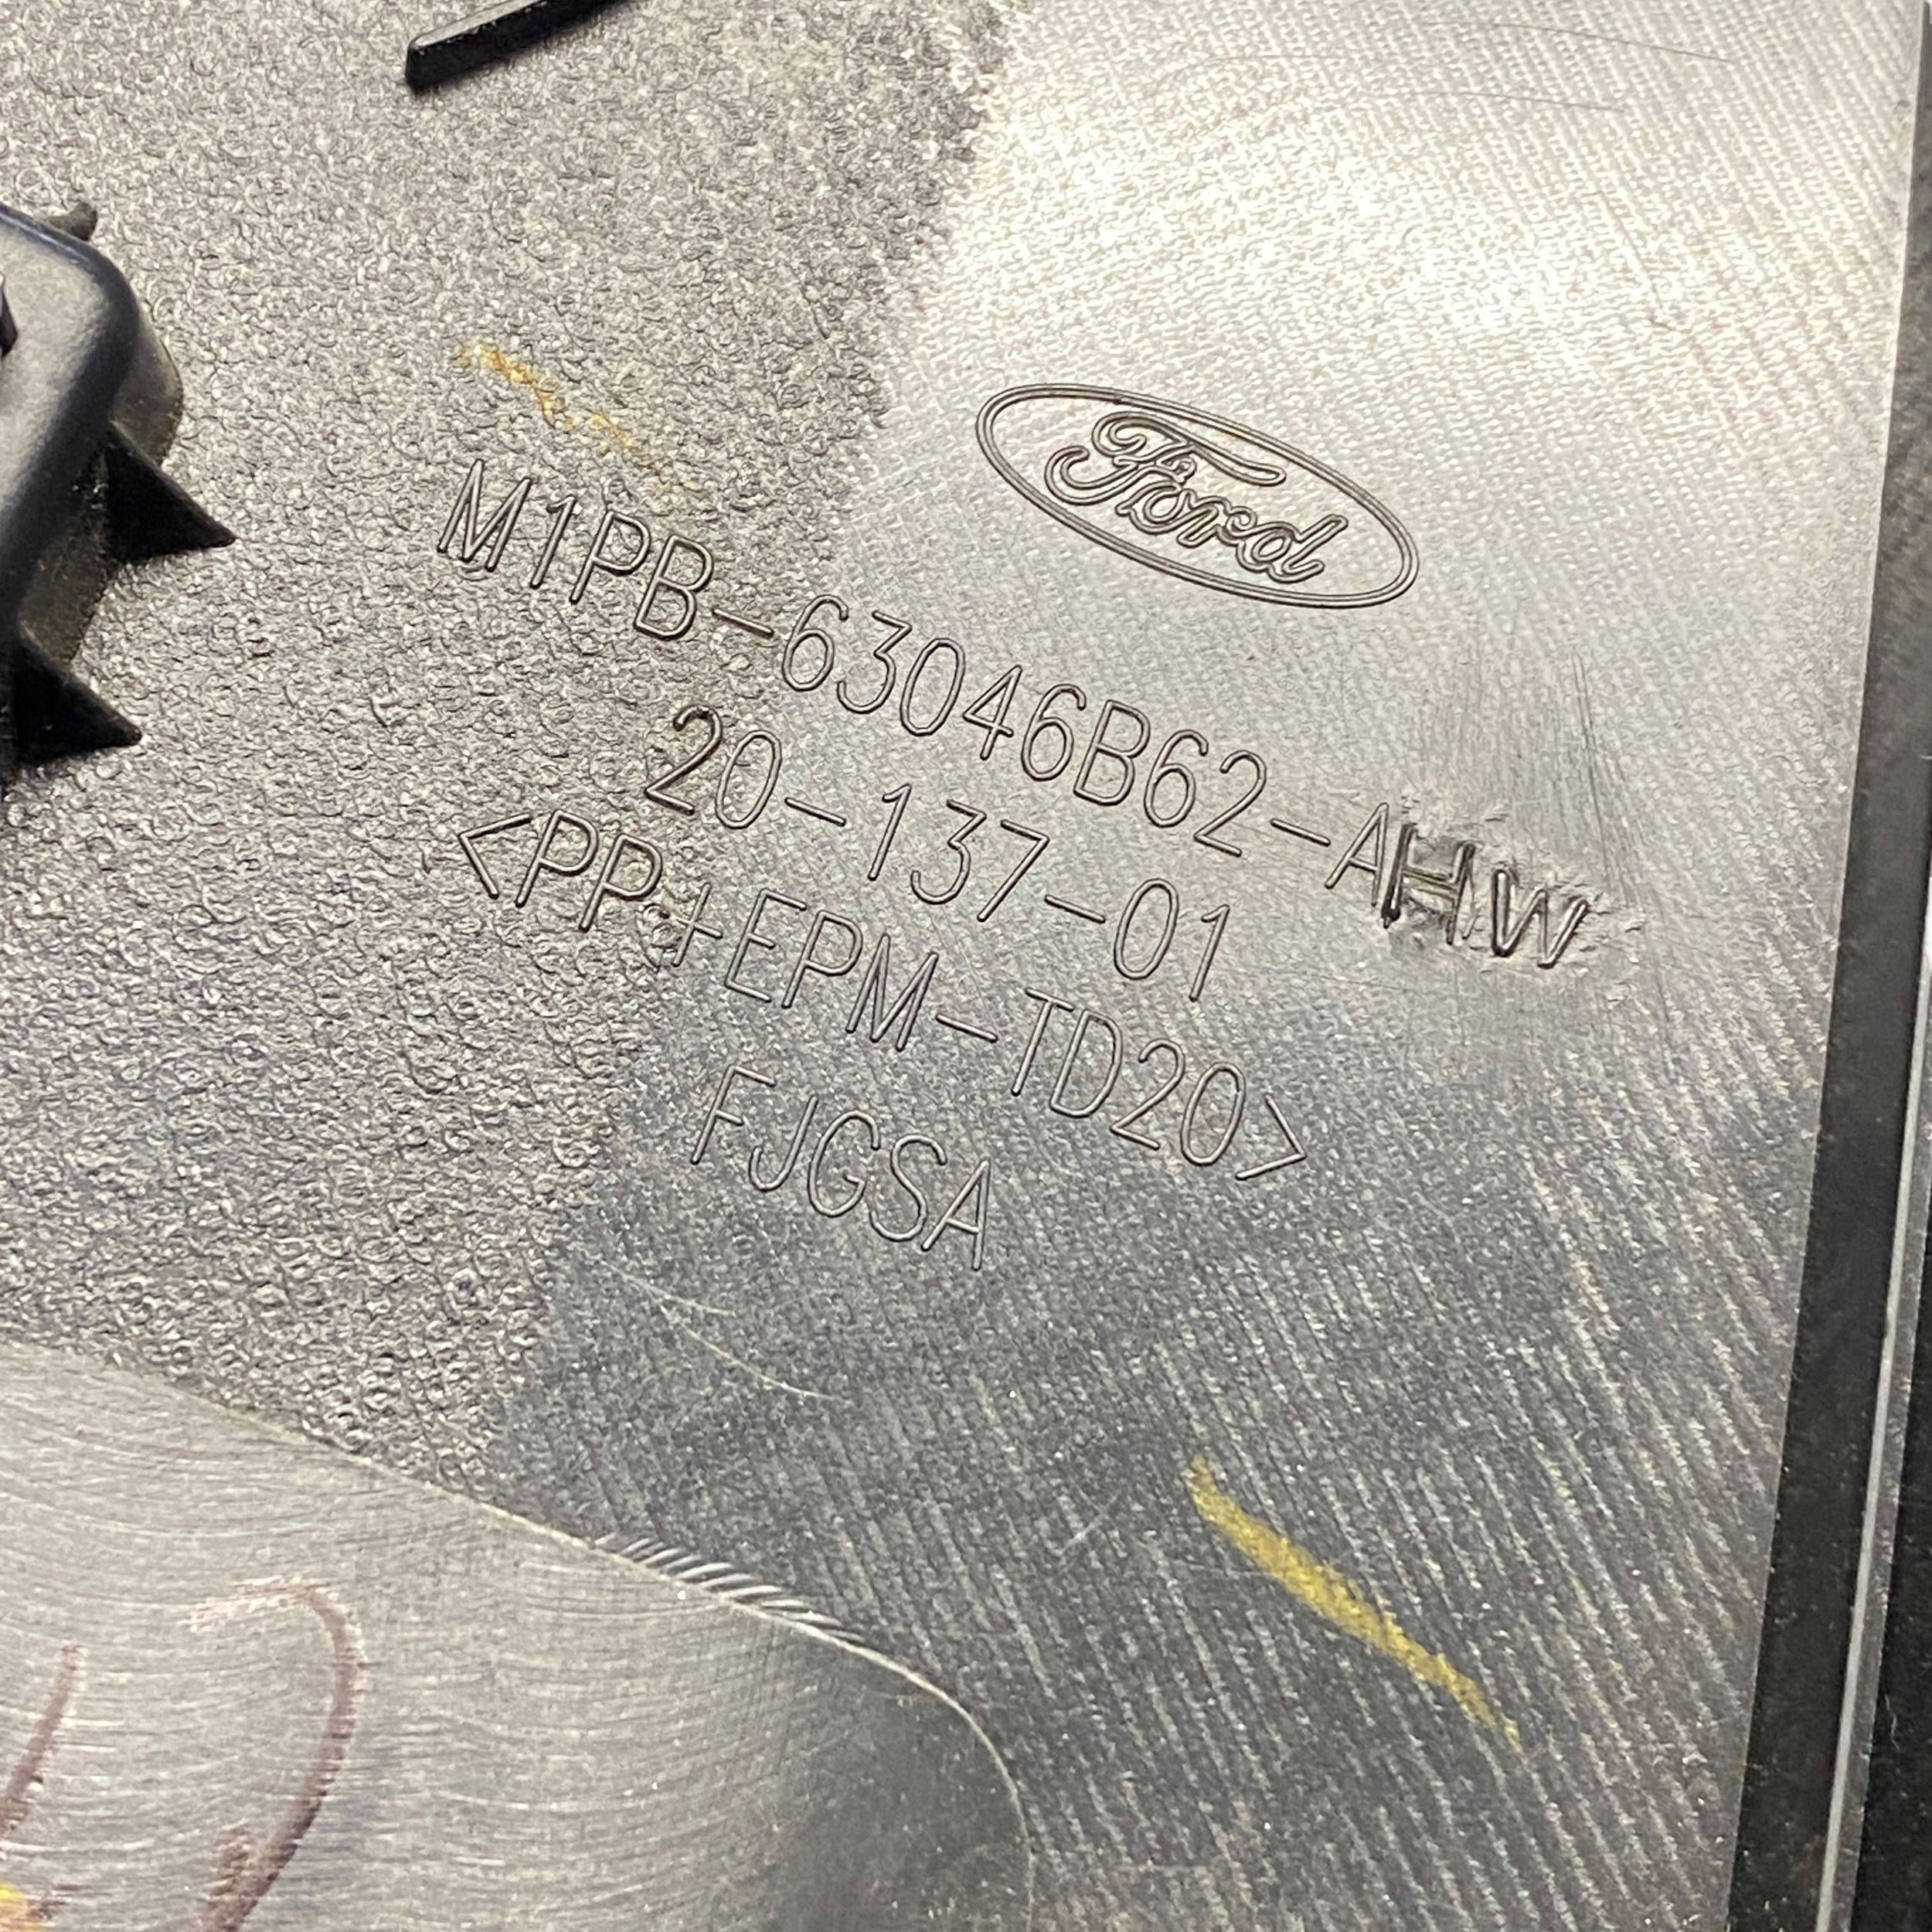 Ford
M1PB-63046B62-AHW
20-137-01
<PP+EPM-TD20>
FJGSA